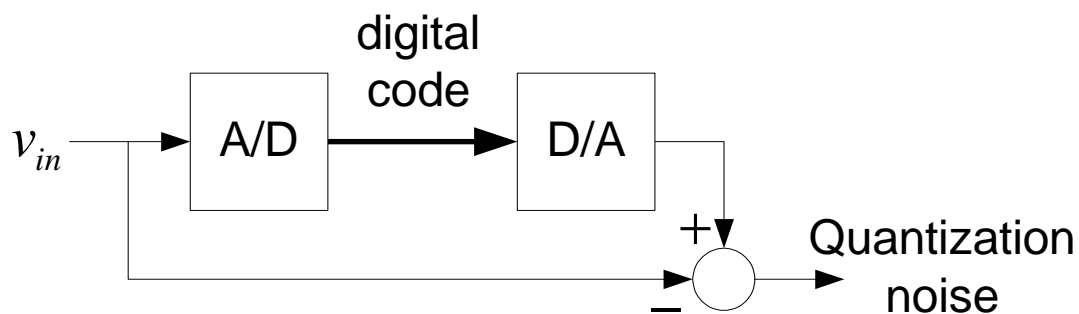 digital
code
v_in
A/D
D/A
+
−
Quantization
noise